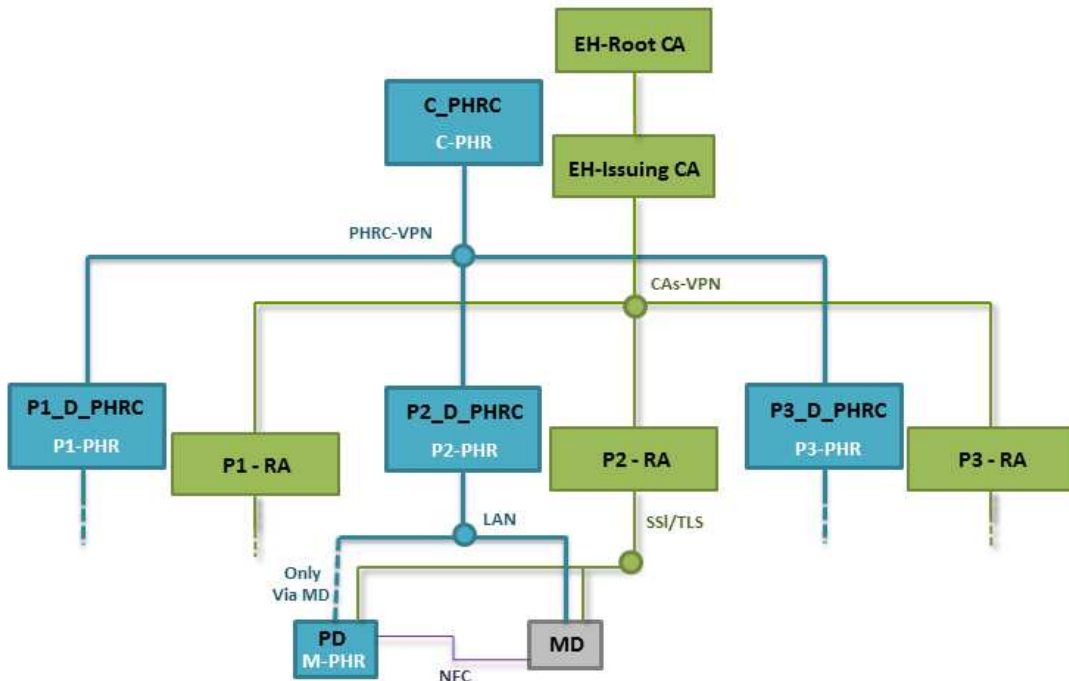 EH-Root CA
C_PHRC
C-PHR
EH-Issuing CA
PHRC-VPN
CAs-VPN
P1_D_PHRC
P1-PHR
P1 - RA
P2_D_PHRC
P2-PHR
P2 - RA
P3_D_PHRC
P3-PHR
P3 - RA
LAN
SSi/TLS
Only
Via MD
PD
M-PHR
MD
NFC